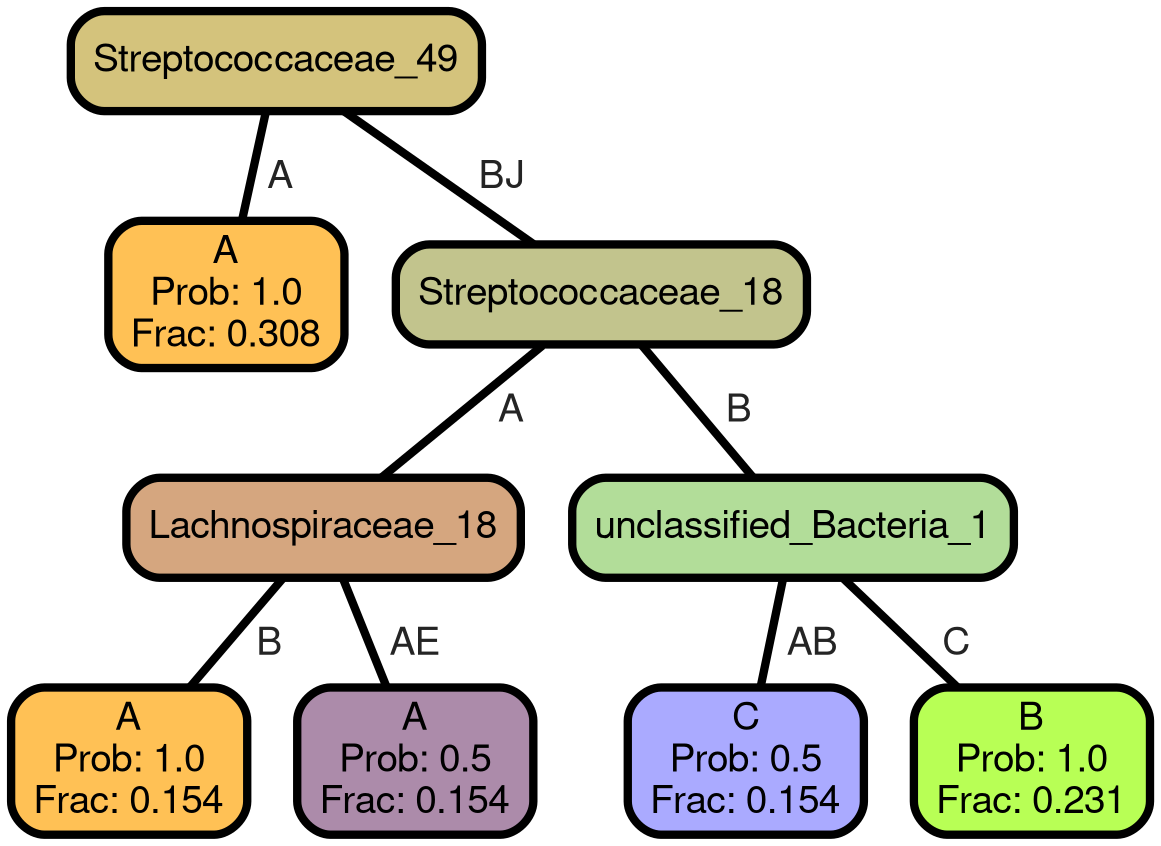 Streptococcaceae_49
A
BJ
A
Prob: 1.0
Frac: 0.308
Streptococcaceae_18
A
B
Lachnospiraceae_18
unclassified_Bacteria_1
B
AE
AB
C
A
Prob: 1.0
Frac: 0.154
A
Prob: 0.5
Frac: 0.154
C
Prob: 0.5
Frac: 0.154
B
Prob: 1.0
Frac: 0.231